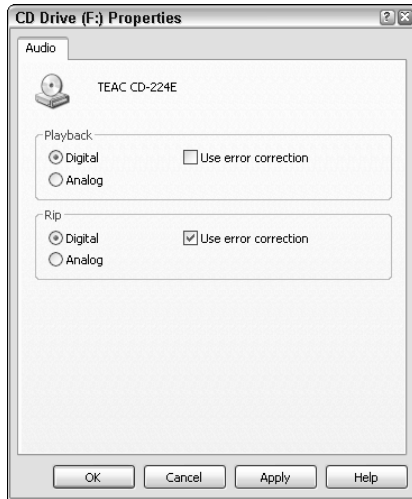 CD Drive (F:) Properties
Audio
TEAC CD-224E
Playback
Digital
Use error correction
Analog
Rip
Digital
Use error correction
Analog
OK Cancel Apply Help